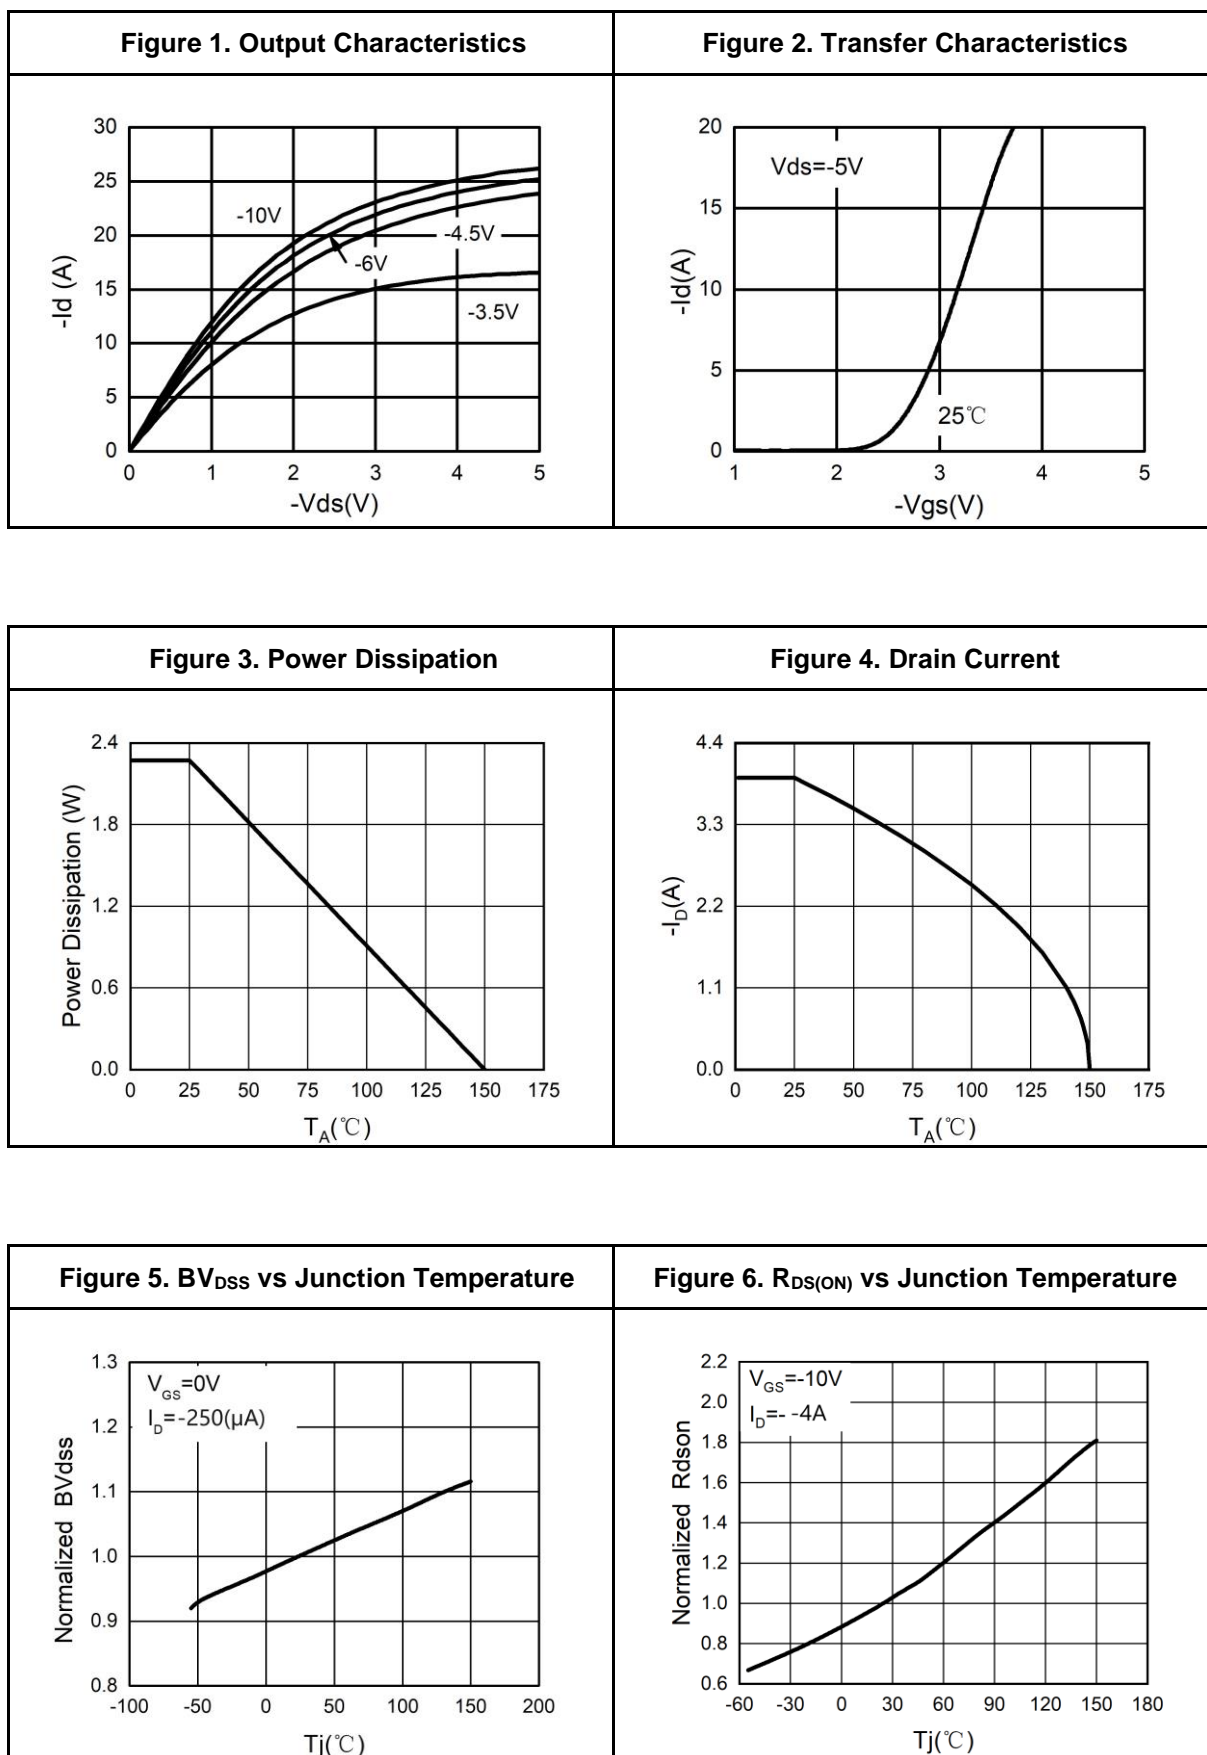 Figure 1. Output Characteristics
Figure 2. Transfer Characteristics
30
25
20
15
10
5
0
-Id (A)
-10V
-4.5V
-6V
-3.5V
0 1 2 3 4 5
-Vds(V)
20
15
10
5
0
-Id(A)
Vds=-5V
25℃
1 2 3 4 5
-Vgs(V)
Figure 3. Power Dissipation
Figure 4. Drain Current
2.4
1.8
1.2
0.6
0.0
Power Dissipation (W)
0 25 50 75 100 125 150 175
TA(℃)
4.4
3.3
2.2
1.1
0.0
-ID(A)
0 25 50 75 100 125 150 175
TA(℃)
Figure 5. BVDSS vs Junction Temperature
Figure 6. RDS(ON) vs Junction Temperature
1.3
1.2
1.1
1.0
0.9
0.8
Normalized BVdss
VGS=0V
ID=-250(μA)
-100 -50 0 50 100 150 200
Tj(℃)
2.2
2.0
1.8
1.6
1.4
1.2
1.0
0.8
0.6
Normalized Rdson
VGS=-10V
ID=- -4A
-60 -30 0 30 60 90 120 150 180
Tj(℃)